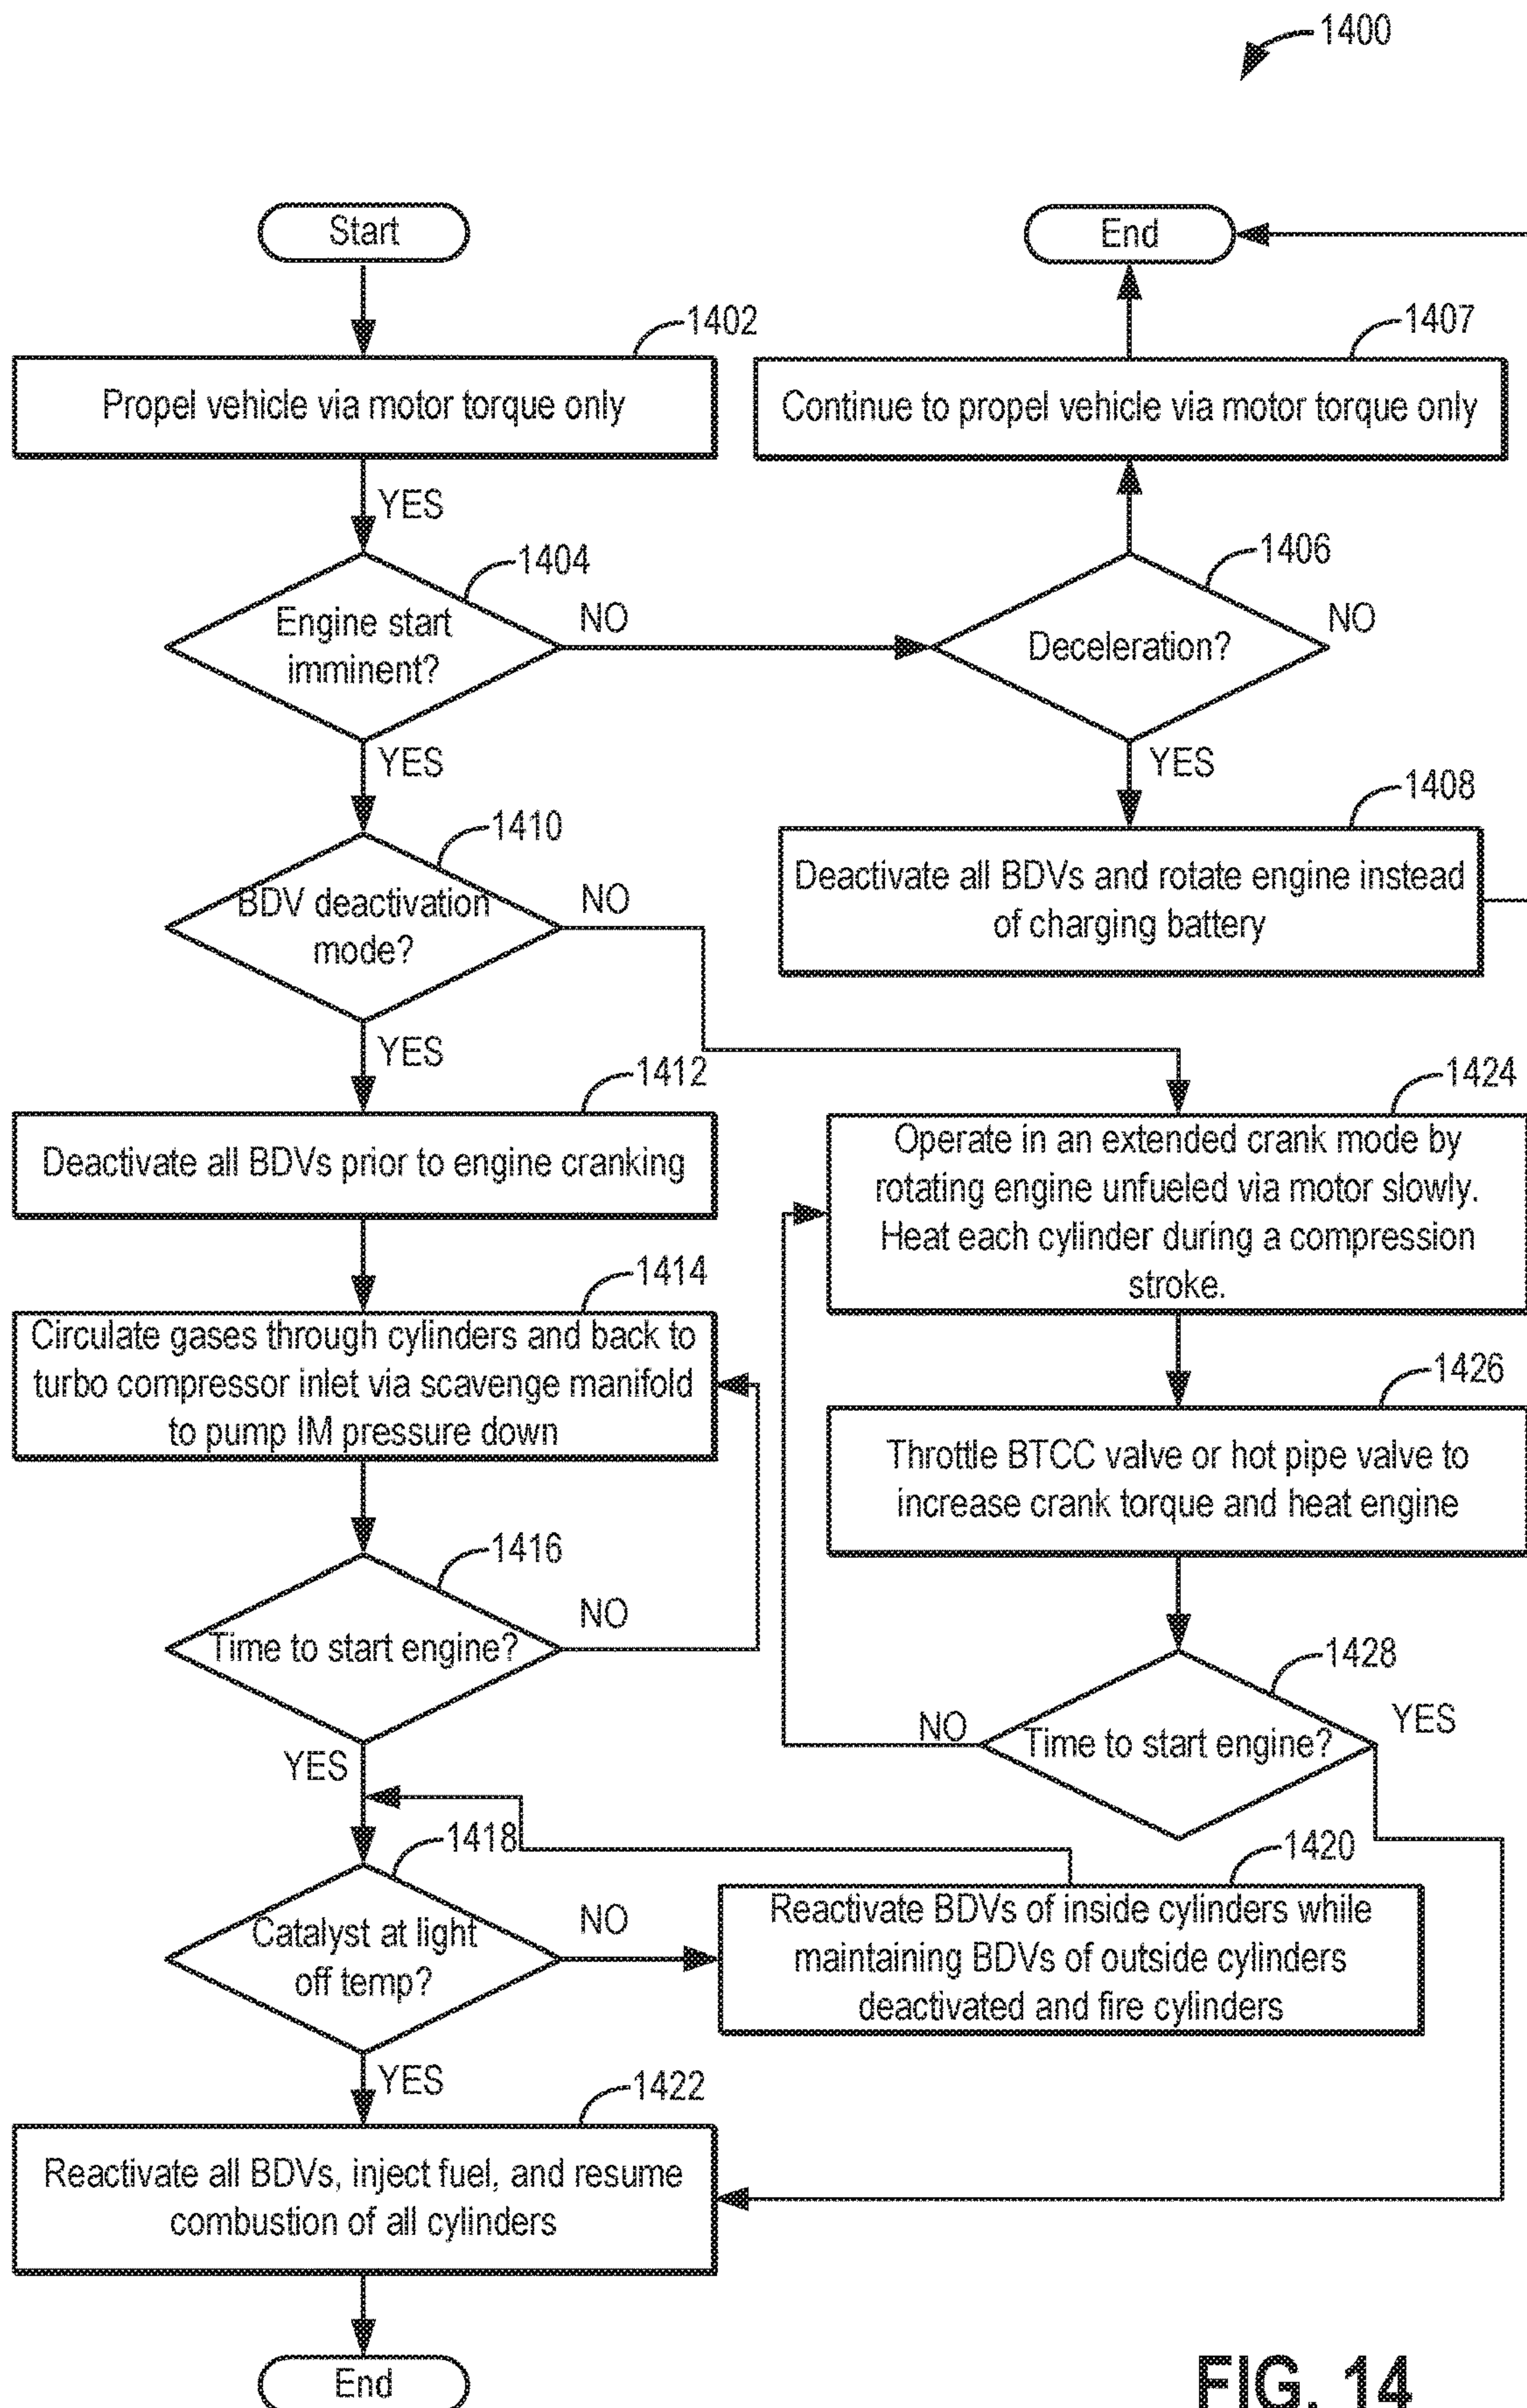 1400
Start
End
1402
1407
Propel vehicle via motor torque only
Continue to propel vehicle via motor torque only
YES
1404
1406
Engine start
imminent?
NO
Deceleration?
NO
YES
YES
1408
1410
Deactivate all BDVs and rotate engine instead
of charging battery
BDV deactivation
mode?
NO
YES
1412
1424
Deactivate all BDVs prior to engine cranking
Operate in an extended crank mode by
rotating engine unfueled via motor slowly.
Heat each cylinder during a compression
stroke.
1414
Circulate gases through cylinders and back to
turbo compressor inlet via scavenge manifold
to pump IM pressure down
1426
Throttle BTCC valve or hot pipe valve to
increase crank torque and heat engine
1416
Time to start engine?
NO
1428
Time to start engine?
NO
YES
YES
1418
1420
Catalyst at light
off temp?
NO
Reactivate BDVs of inside cylinders while
maintaining BDVs of outside cylinders
deactivated and fire cylinders
YES
1422
Reactivate all BDVs, inject fuel, and resume
combustion of all cylinders
End
FIG. 14